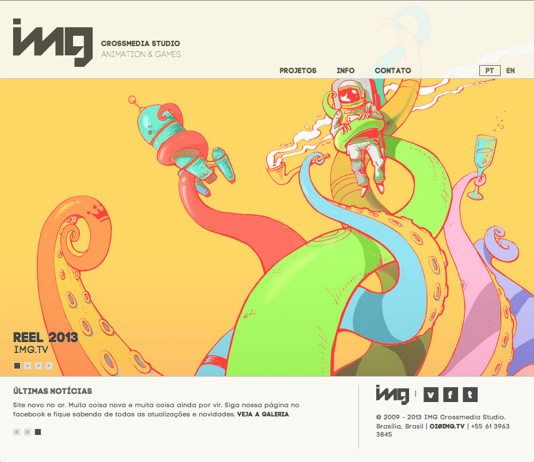 img
CROSSMEDIA STUDIO
ANIMATION & GAMES
PROJETOS INFO CONTATO PT EN
REEL 2013
IMG.TV
ÚLTIMAS NOTÍCIAS
Site novo no ar. Muita coisa nova e muita coisa ainda por vir. Siga nossa página no
facebook e fique sabendo de todas as atualizações e novidades. VEJA A GALERIA
img | v f t
© 2009 - 2013 IMG Crossmedia Studio.
Brasília, Brasil | OI@IMG.TV | +55 61 3963
3845